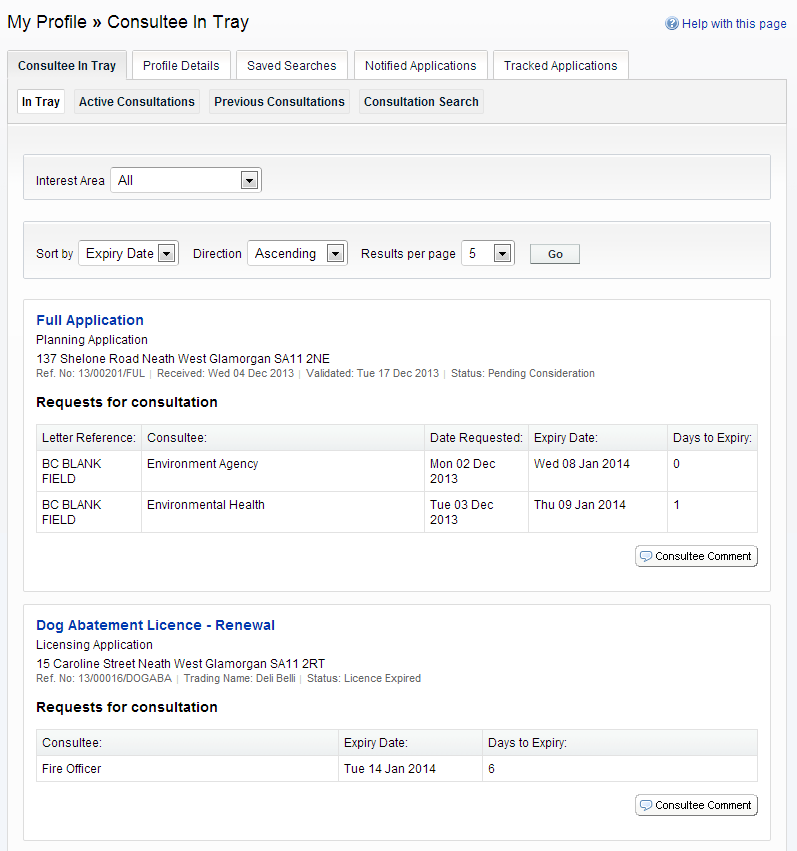 My Profile » Consultee In Tray
Help with this page
Consultee In Tray Profile Details Saved Searches Notified Applications Tracked Applications
In Tray Active Consultations Previous Consultations Consultation Search
Interest Area All
Sort by Expiry Date Direction Ascending Results per page 5 Go
Full Application
Planning Application
137 Shelone Road Neath West Glamorgan SA11 2NE
Ref. No: 13/00201/FUL | Received: Wed 04 Dec 2013 | Validated: Tue 17 Dec 2013 | Status: Pending Consideration
Requests for consultation
Letter Reference: Consultee: Date Requested: Expiry Date: Days to Expiry:
BC BLANK FIELD Environment Agency Mon 02 Dec 2013 Wed 08 Jan 2014 0
BC BLANK FIELD Environmental Health Tue 03 Dec 2013 Thu 09 Jan 2014 1
Consultee Comment
Dog Abatement Licence - Renewal
Licensing Application
15 Caroline Street Neath West Glamorgan SA11 2RT
Ref. No: 13/00016/DOGABA | Trading Name: Deli Belli | Status: Licence Expired
Requests for consultation
Consultee: Expiry Date: Days to Expiry:
Fire Officer Tue 14 Jan 2014 6
Consultee Comment